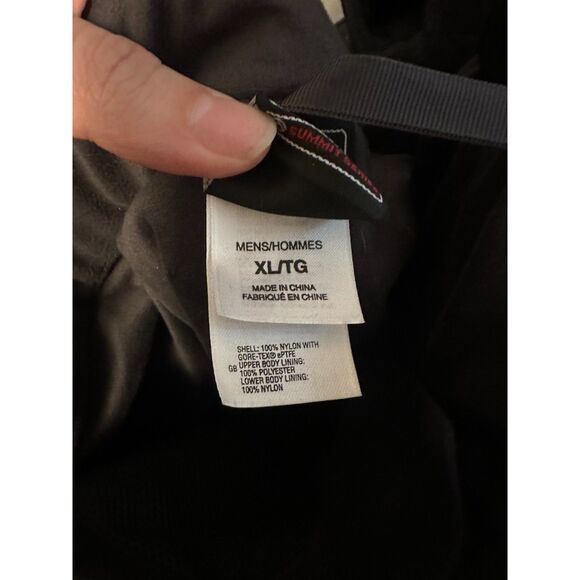 SUMMIT SERIES
MENS/HOMMES
XL/TG
MADE IN CHINA
FABRIQUÉ EN CHINE
SHELL: 100% NYLON WITH
GORE-TEX® ePTFE
GB UPPER BODY LINING:
100% POLYESTER
LOWER BODY LINING:
100% NYLON